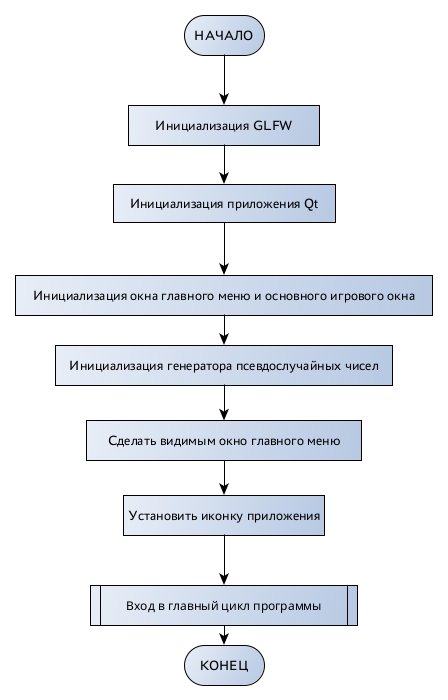 НАЧАЛО
Инициализация GLFW
Инициализация приложения Qt
Инициализация окна главного меню и основного игрового окна
Инициализация генератора псевдослучайных чисел
Сделать видимым окно главного меню
Установить иконку приложения
Вход в главный цикл программы
КОНЕЦ